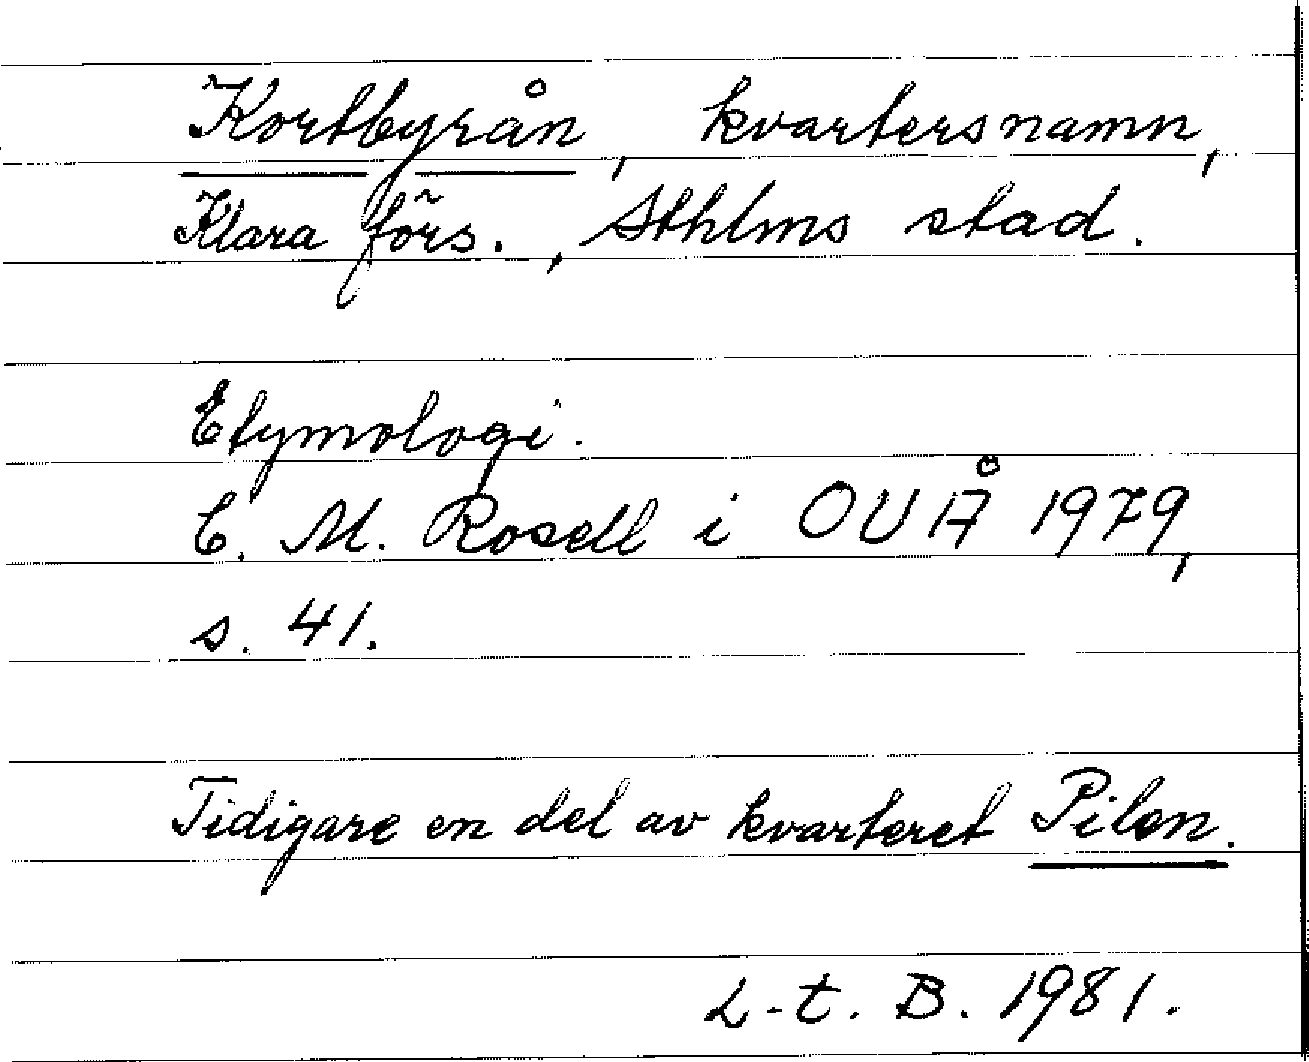 Kortbyrån, kvartersnamn,
Klara förs., Sthlms stad.
Etymologi.
C. M. Rosell i OUÅ 1979,
s. 41.
Tidigare en del av kvarteret Pilen.
L-t. B. 1981.